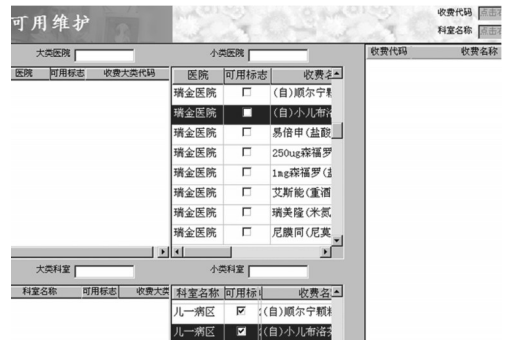 可用维护
收费代码
科室名称
大类医院
小类医院
收费代码 收费名称
医院 可用标志 收费大类代码
医院 可用标志 收费名
瑞金医院 (自)顺尔宁
瑞金医院 (自)小儿布
瑞金医院 易倍申(盐酸
瑞金医院 250ug森福罗
瑞金医院 1mg森福罗(
瑞金医院 艾斯能(重酒
瑞金医院 瑞美隆(米氮
瑞金医院 尼膜同(尼莫
大类科室
小类科室
科室名称 可用标志 收费大类
科室名称 可用标 收费名
儿一病区 (自)顺尔宁颗粒
儿一病区 (自)小儿布洛芬